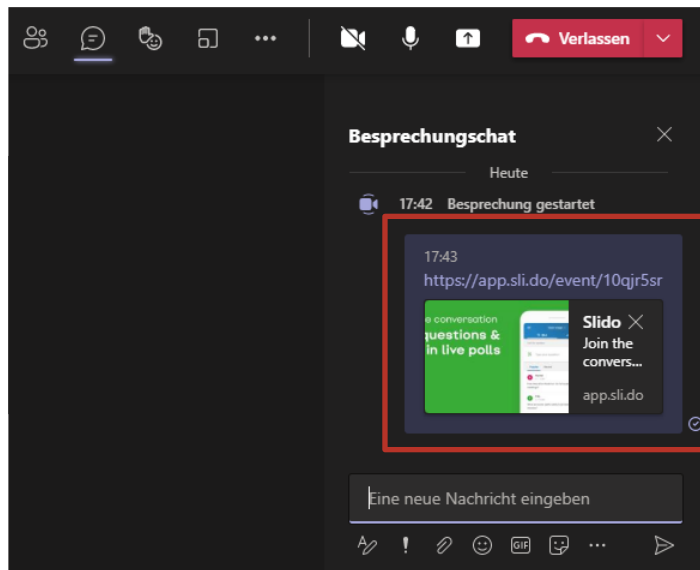 Verlassen
Besprechungschat
Heute
17:42 Besprechung gestartet
17:43
https://app.sli.do/event/10qjr5sr
e conversation
questions &
in live polls
Slido
Join the
convers...
app.sli.do
Eine neue Nachricht eingeben
GIF